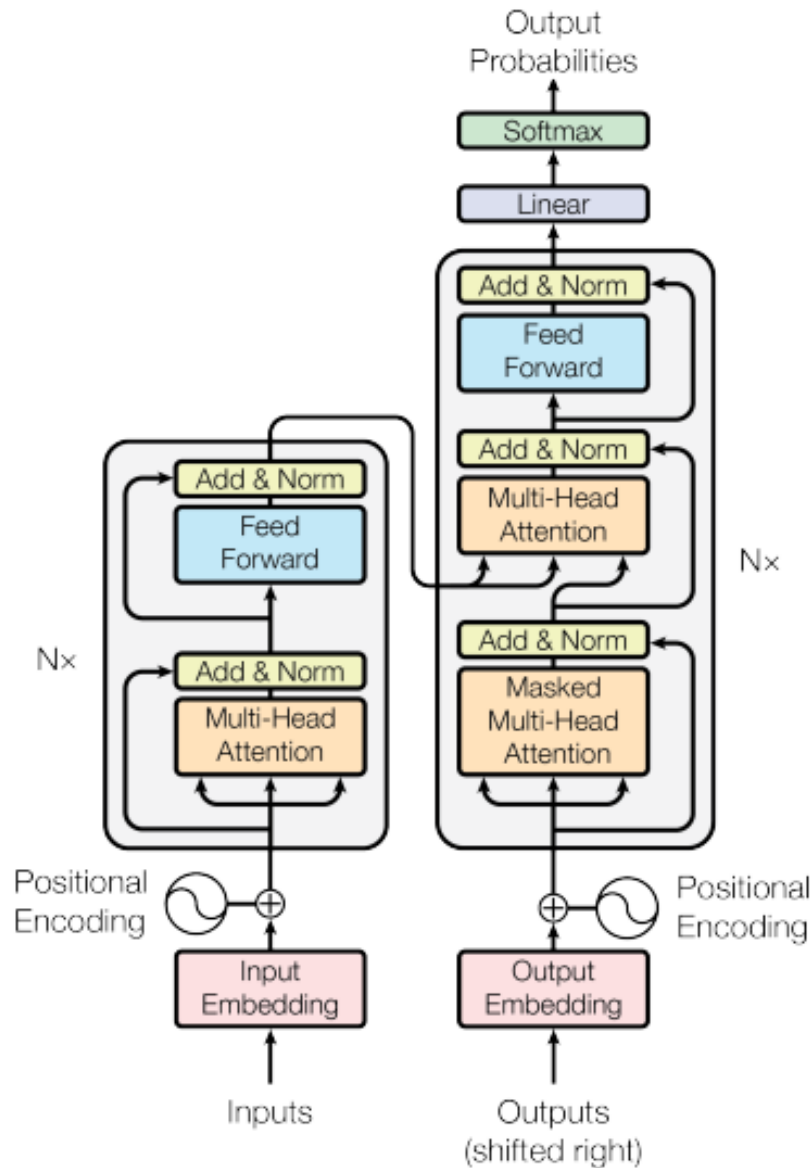 Output
Probabilities
Softmax
Linear
Add & Norm
Feed
Forward
Add & Norm
Multi-Head
Attention
Add & Norm
Masked
Multi-Head
Attention
N×
Add & Norm
Feed
Forward
Add & Norm
Multi-Head
Attention
N×
Positional
Encoding
Positional
Encoding
Input
Embedding
Output
Embedding
Inputs
Outputs
(shifted right)